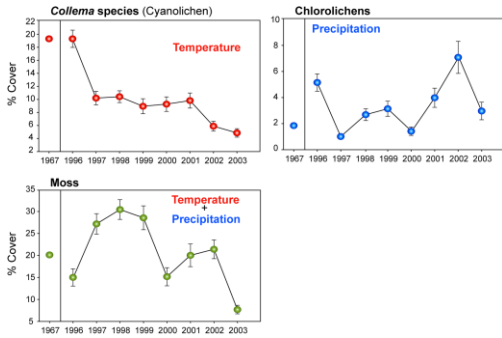 Collema species (Cyanolichen)
Temperature
% Cover
22
20
18
16
14
12
10
8
6
4
2
1967 1996 1997 1998 1999 2000 2001 2002 2003
Chlorolichens
Precipitation
10
8
6
4
2
0
1967 1996 1997 1998 1999 2000 2001 2002 2003
Moss
Temperature
+
Precipitation
% Cover
35
30
25
20
15
10
5
1967 1996 1997 1998 1999 2000 2001 2002 2003